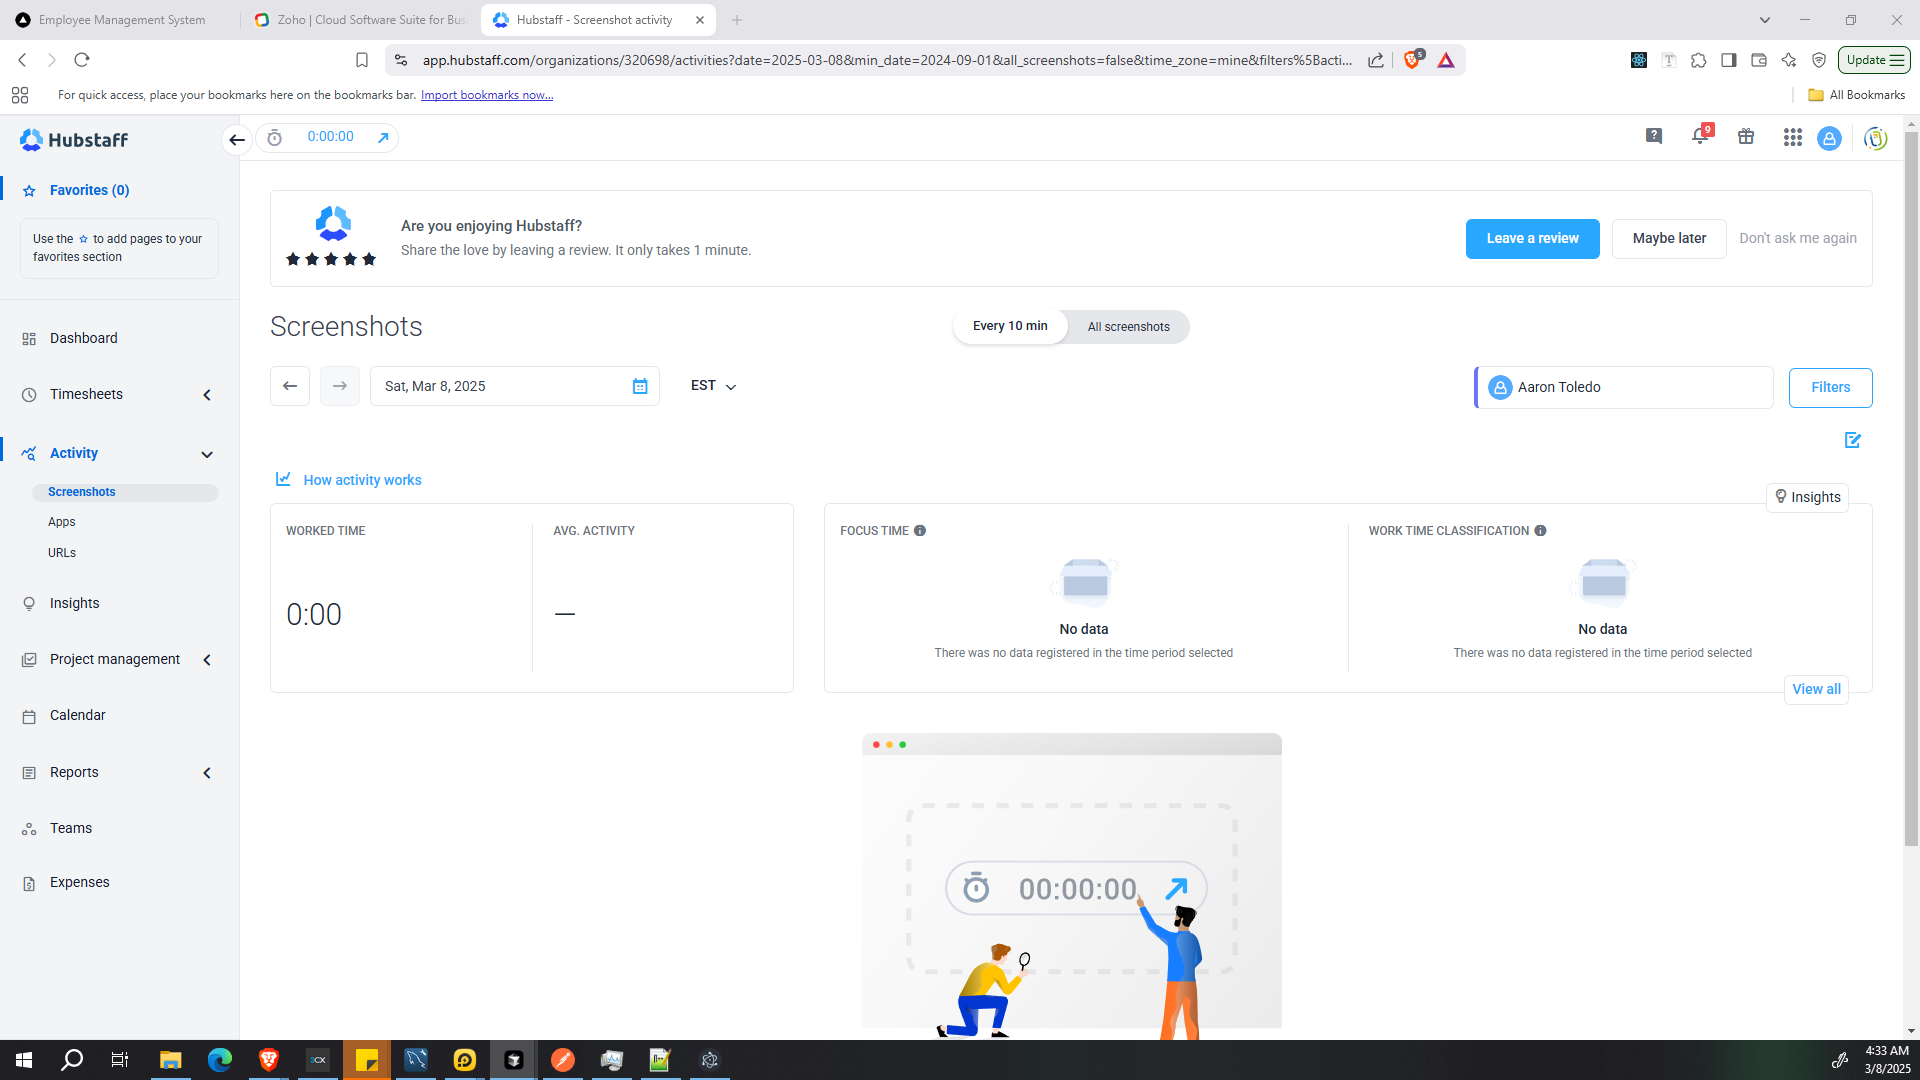 Employee Management System
Zoho | Cloud Software Suite for Bus
Hubstaff - Screenshot activity
app.hubstaff.com/organizations/320698/activities?date=2025-03-08&min_date=2024-09-01&all_screenshots=false&time_zone=mine&filters%5Bacti...
5
Update
For quick access, place your bookmarks here on the bookmarks bar. Import bookmarks now...
All Bookmarks
Hubstaff
0:00:00
9
Favorites (0)
Use the to add pages to your
favorites section
Dashboard
Timesheets
Activity
Screenshots
Apps
URLs
Insights
Project management
Calendar
Reports
Teams
Expenses
Are you enjoying Hubstaff?
Share the love by leaving a review. It only takes 1 minute.
Leave a review
Maybe later
Don't ask me again
Screenshots
Every 10 min
All screenshots
Sat, Mar 8, 2025
EST
Aaron Toledo
Filters
How activity works
Insights
WORKED TIME
0:00
AVG. ACTIVITY
—
FOCUS TIME
No data
There was no data registered in the time period selected
WORK TIME CLASSIFICATION
No data
There was no data registered in the time period selected
View all
00:00:00
3CX
4:33 AM
3/8/2025